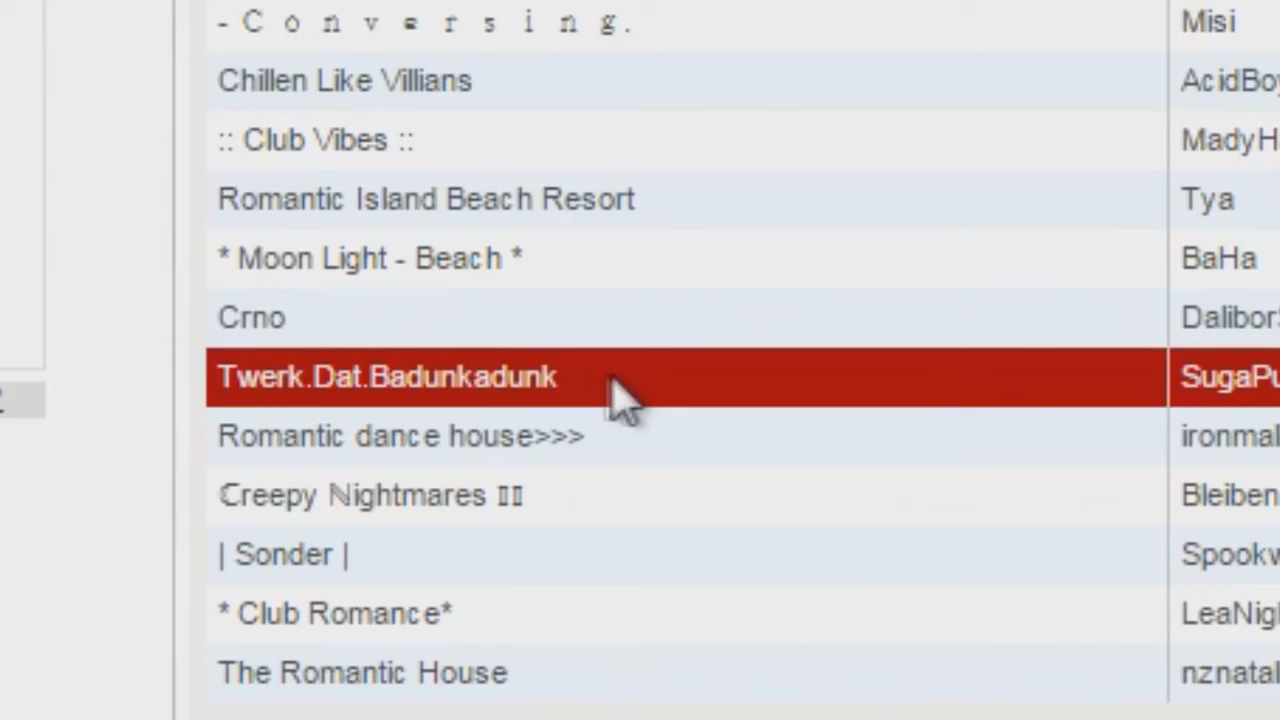 - C o n v e r s i n g . Misi
Chillen Like Villians AcidBoy
:: Club Vibes :: MadyH
Romantic Island Beach Resort Tya
* Moon Light - Beach * BaHa
Crno Dalibor
Twerk.Dat.Badunkadunk SugaPu
Romantic dance house>>> ironmal
ℂreepy ℕightmares Bleiben
| Sonder | Spookw
* Club Romance* LeaNig
The Romantic House nznatal